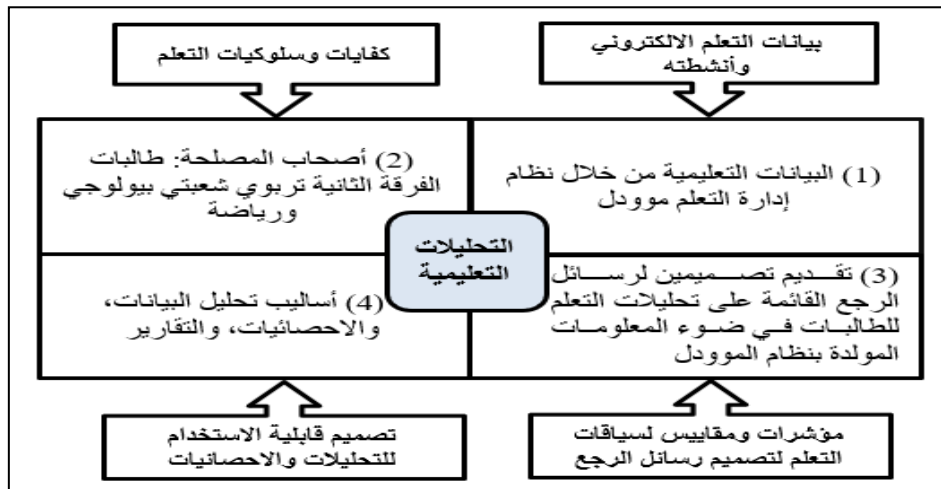 بيانات التعلم الالكتروني
وأنشطته
كفايات وسلوكيات التعلم
(1) البيانات التعليمية من خلال نظام
إدارة التعلم موودل
(2) أصحاب المصلحة: طالبات
الفرقة الثانية تربوي شعبتي بيولوجي
ورياضة
التحليلات
التعليمية
(3) تقديم تصميمين لرسائل
الرجع القائمة على تحليلات التعلم
للطالبات في ضوء المعلومات
المولدة بنظام الموودل
(4) أساليب تحليل البيانات،
والاحصائيات، والتقارير
مؤشرات ومقاييس لسياقات
التعلم لتصميم رسائل الرجع
تصميم قابلية الاستخدام
للتحليلات والاحصائيات